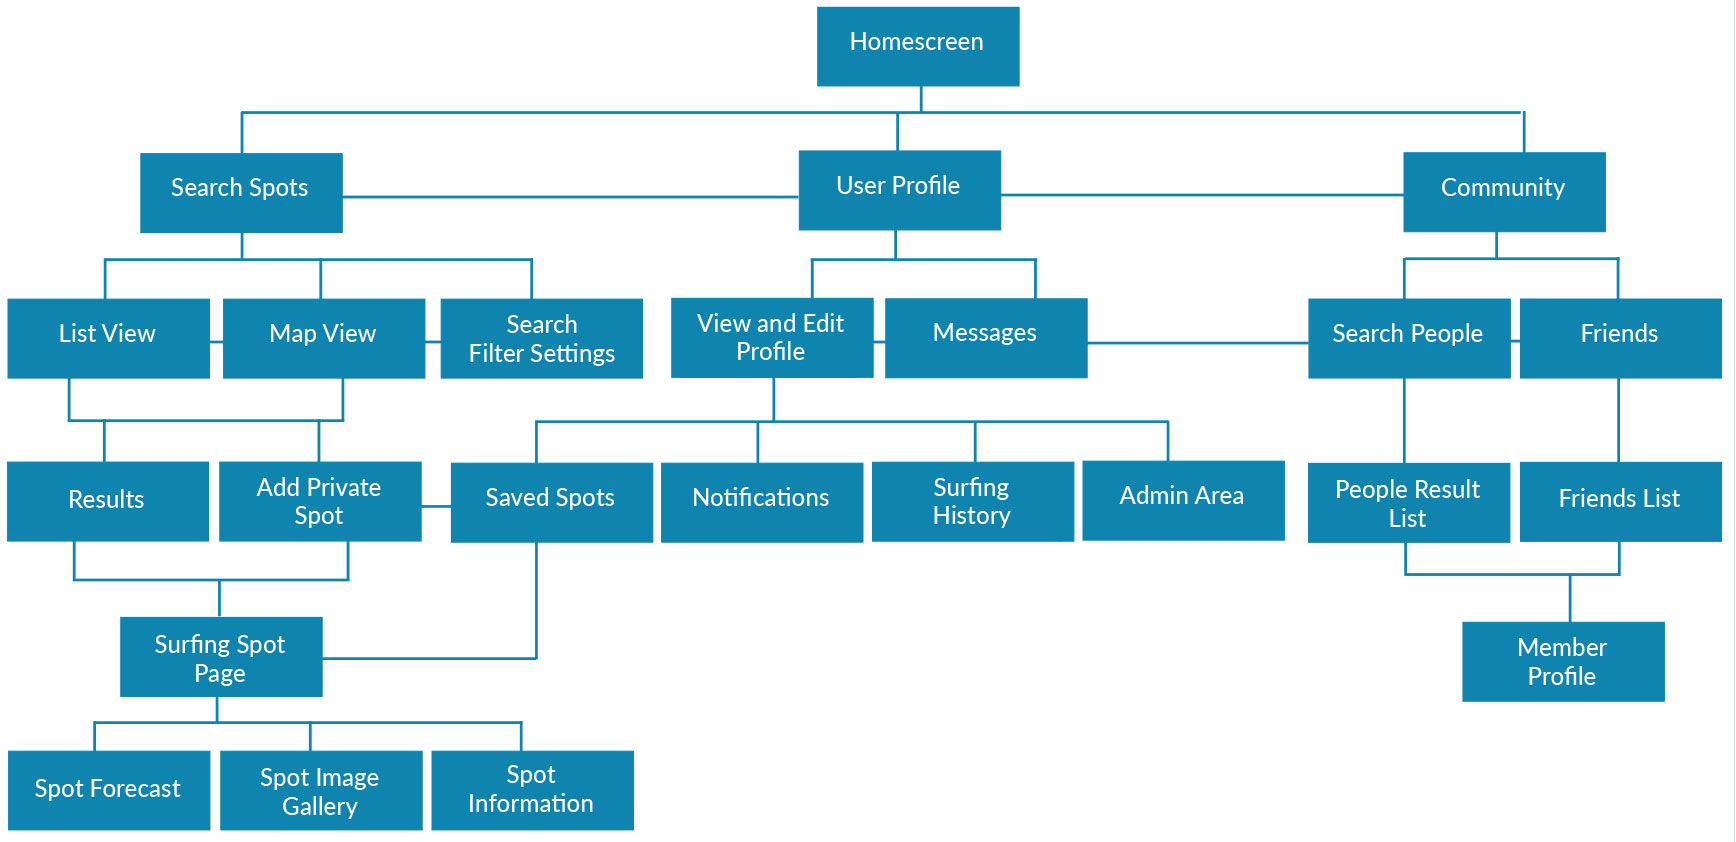 Homescreen
Search Spots
User Profile
Community
List View
Map View
Search
Filter Settings
View and Edit
Profile
Messages
Search People
Friends
Results
Add Private
Spot
Saved Spots
Notifications
Surfing
History
Admin Area
People Result
List
Friends List
Surfing Spot
Page
Member
Profile
Spot Forecast
Spot Image
Gallery
Spot
Information